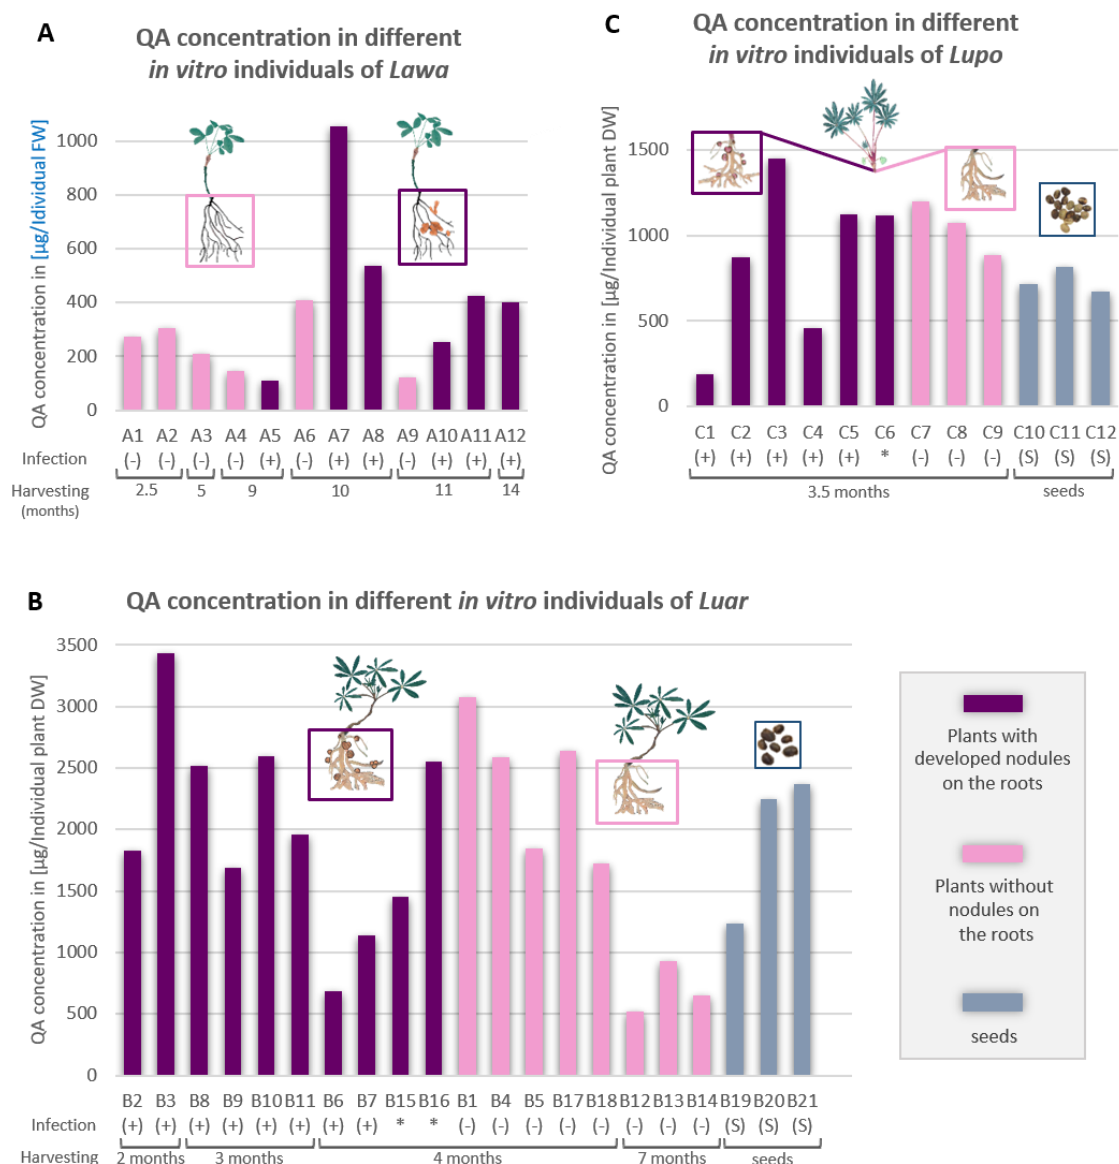 A
QA concentration in different
in vitro individuals of Lawa
QA concentration in [µg/Idividual FW]
1000
800
600
400
200
0
A1 A2 A3 A4 A5 A6 A7 A8 A9 A10 A11 A12
Infection (-) (-) (-) (-) (+) (-) (+) (+) (-) (+) (+) (+)
Harvesting 2.5 5 9 10 11 14
(months)
C
QA concentration in different
in vitro individuals of Lupo
QA concentration in [µg/Individual plant DW]
1500
1000
500
0
C1 C2 C3 C4 C5 C6 C7 C8 C9 C10 C11 C12
(+) (+) (+) (+) (+) * (-) (-) (-) (S) (S) (S)
3.5 months seeds
B
QA concentration in different in vitro individuals of Luar
QA concentration in [µg/Individual plant DW]
3500
3000
2500
2000
1500
1000
500
0
B2 B3 B8 B9 B10 B11 B6 B7 B15 B16 B1 B4 B5 B17 B18 B12 B13 B14 B19 B20 B21
Infection (+) (+) (+) (+) (+) (+) (+) (+) * * (-) (-) (-) (-) (-) (-) (-) (-) (S) (S) (S)
Harvesting 2 months 3 months 4 months 7 months seeds
Plants with
developed nodules
on the roots
Plants without
nodules on
the roots
seeds